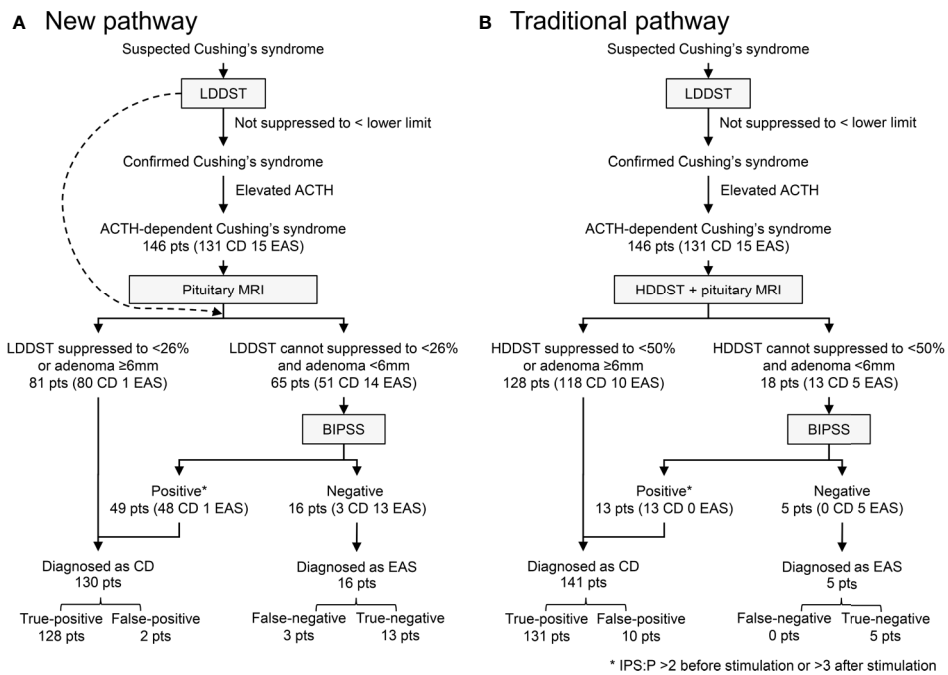 A New pathway
Suspected Cushing's syndrome
LDDST
Not suppressed to < lower limit
Confirmed Cushing's syndrome
Elevated ACTH
ACTH-dependent Cushing's syndrome
146 pts (131 CD 15 EAS)
Pituitary MRI
LDDST suppressed to <26%
or adenoma ≥6mm
81 pts (80 CD 1 EAS)
LDDST cannot suppressed to <26%
and adenoma <6mm
65 pts (51 CD 14 EAS)
BIPSS
Positive*
49 pts (48 CD 1 EAS)
Negative
16 pts (3 CD 13 EAS)
Diagnosed as CD
130 pts
Diagnosed as EAS
16 pts
True-positive
128 pts
False-positive
2 pts
False-negative
3 pts
True-negative
13 pts
B Traditional pathway
Suspected Cushing's syndrome
LDDST
Not suppressed to < lower limit
Confirmed Cushing's syndrome
Elevated ACTH
ACTH-dependent Cushing's syndrome
146 pts (131 CD 15 EAS)
HDDST + pituitary MRI
HDDST suppressed to <50%
or adenoma ≥6mm
128 pts (118 CD 10 EAS)
HDDST cannot suppressed to <50%
and adenoma <6mm
18 pts (13 CD 5 EAS)
BIPSS
Positive*
13 pts (13 CD 0 EAS)
Negative
5 pts (0 CD 5 EAS)
Diagnosed as CD
141 pts
Diagnosed as EAS
5 pts
True-positive
131 pts
False-positive
10 pts
False-negative
0 pts
True-negative
5 pts
* IPS:P >2 before stimulation or >3 after stimulation